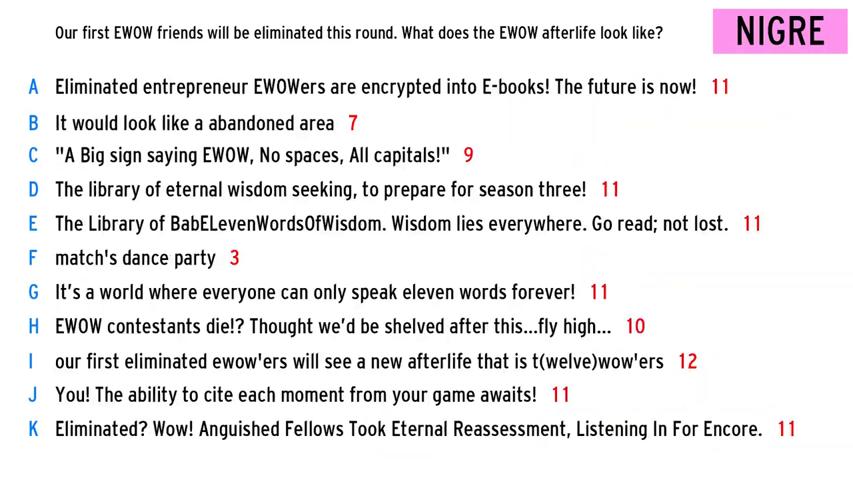 Our first EWOW friends will be eliminated this round. What does the EWOW afterlife look like?
NIGRE
A Eliminated entrepreneur EWOWers are encrypted into E-books! The future is now! 11
B It would look like a abandoned area 7
C "A Big sign saying EWOW, No spaces, All capitals!" 9
D The library of eternal wisdom seeking, to prepare for season three! 11
E The Library of BabELevenWordsOfWisdom. Wisdom lies everywhere. Go read; not lost. 11
F match's dance party 3
G It's a world where everyone can only speak eleven words forever! 11
H EWOW contestants die!? Thought we'd be shelved after this...fly high... 10
I our first eliminated ewow'ers will see a new afterlife that is t(welve)wow'ers 12
J You! The ability to cite each moment from your game awaits! 11
K Eliminated? Wow! Anguished Fellows Took Eternal Reassessment, Listening In For Encore. 11